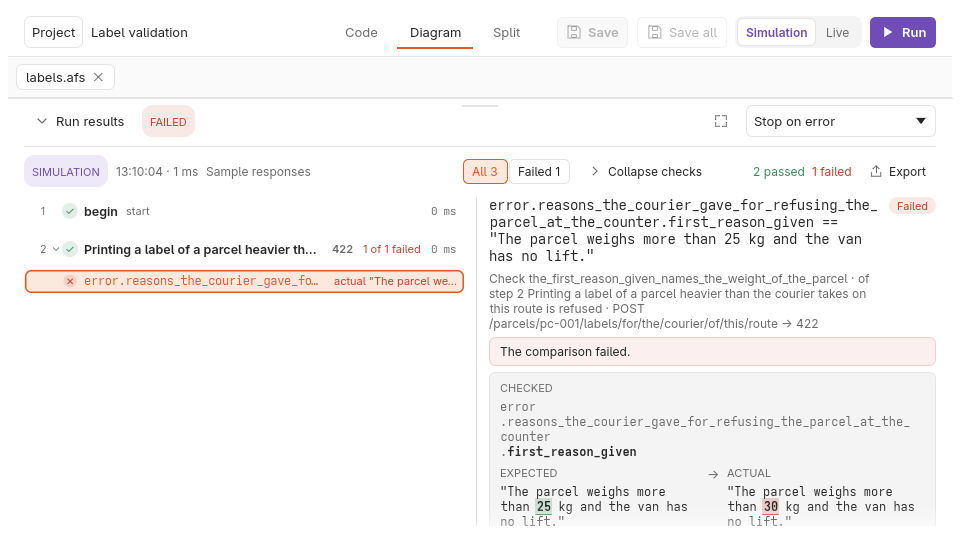 Project Label validation Code Diagram Split Save Save all Simulation Live Run
labels.afs
Run results FAILED Stop on error
SIMULATION 13:10:04 · 1 ms Sample responses All 3 Failed 1 Collapse checks 2 passed 1 failed Export
1 begin start 0 ms
2 Printing a label of a parcel heavier th... 422 1 of 1 failed 0 ms
error.reasons_the_courier_gave_fo… actual "The parcel we...
error.reasons_the_courier_gave_for_refusing_the_ Failed
parcel_at_the_counter.first_reason_given ==
"The parcel weighs more than 25 kg and the van
has no lift."
Check the_first_reason_given_names_the_weight_of_the_parcel · of
step 2 Printing a label of a parcel heavier than the courier takes on
this route is refused · POST
/parcels/pc-001/labels/for/the/courier/of/this/route → 422
The comparison failed.
CHECKED
error
.reasons_the_courier_gave_for_refusing_the_parcel_at_the_
counter
.first_reason_given
EXPECTED → ACTUAL
"The parcel weighs more "The parcel weighs more
than 25 kg and the van has than 30 kg and the van has
no lift." no lift."